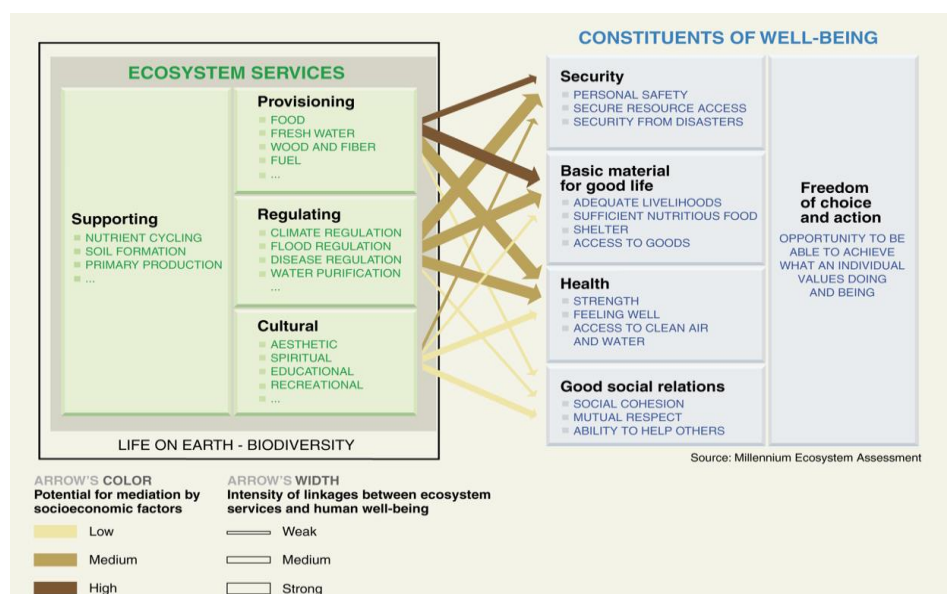 CONSTITUENTS OF WELL-BEING
ECOSYSTEM SERVICES
Supporting
NUTRIENT CYCLING
SOIL FORMATION
PRIMARY PRODUCTION
...
Provisioning
FOOD
FRESH WATER
WOOD AND FIBER
FUEL
...
Regulating
CLIMATE REGULATION
FLOOD REGULATION
DISEASE REGULATION
WATER PURIFICATION
...
Cultural
AESTHETIC
SPIRITUAL
EDUCATIONAL
RECREATIONAL
...
LIFE ON EARTH - BIODIVERSITY
Security
PERSONAL SAFETY
SECURE RESOURCE ACCESS
SECURITY FROM DISASTERS
Basic material
for good life
ADEQUATE LIVELIHOODS
SUFFICIENT NUTRITIOUS FOOD
SHELTER
ACCESS TO GOODS
Health
STRENGTH
FEELING WELL
ACCESS TO CLEAN AIR
AND WATER
Good social relations
SOCIAL COHESION
MUTUAL RESPECT
ABILITY TO HELP OTHERS
Freedom
of choice
and action
OPPORTUNITY TO BE
ABLE TO ACHIEVE
WHAT AN INDIVIDUAL
VALUES DOING
AND BEING
Source: Millennium Ecosystem Assessment
ARROW'S COLOR
Potential for mediation by
socioeconomic factors
Low
Medium
High
ARROW'S WIDTH
Intensity of linkages between ecosystem
services and human well-being
Weak
Medium
Strong